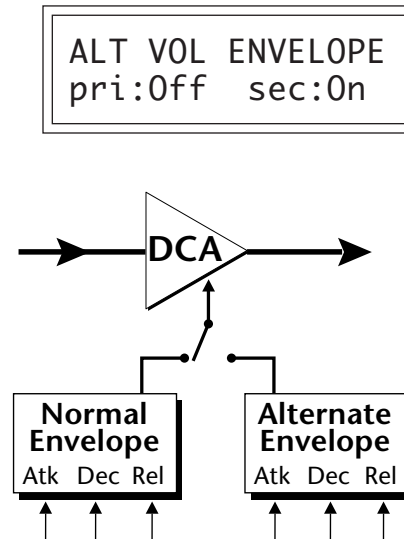 ALT VOL ENVELOPE
pri:Off sec:On
DCA
Normal
Envelope
Atk Dec Rel
Alternate
Envelope
Atk Dec Rel